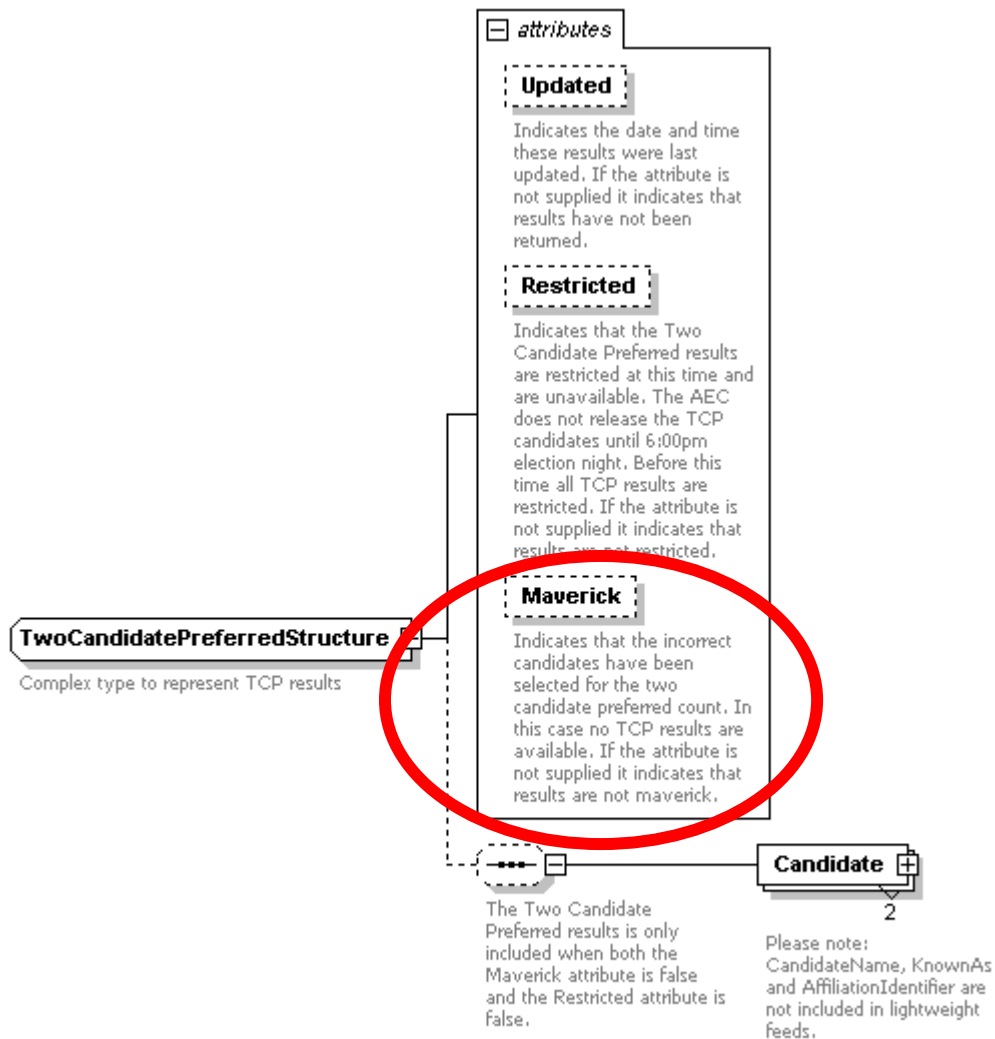 attributes
Updated
Indicates the date and time
these results were last
updated. If the attribute is
not supplied it indicates that
results have not been
returned.
Restricted
Indicates that the Two
Candidate Preferred results
are restricted at this time and
are unavailable. The AEC
does not release the TCP
candidates until 6:00pm
election night. Before this
time all TCP results are
restricted. If the attribute is
not supplied it indicates that
results are not restricted.
Maverick
Indicates that the incorrect
candidates have been
selected for the two
candidate preferred count. In
this case no TCP results are
available. If the attribute is
not supplied it indicates that
results are not maverick.
TwoCandidatePreferredStructure
Complex type to represent TCP results
The Two Candidate
Preferred results is only
included when both the
Maverick attribute is false
and the Restricted attribute is
false.
Candidate
2
Please note:
CandidateName, KnownAs
and AffiliationIdentifier are
not included in lightweight
feeds.